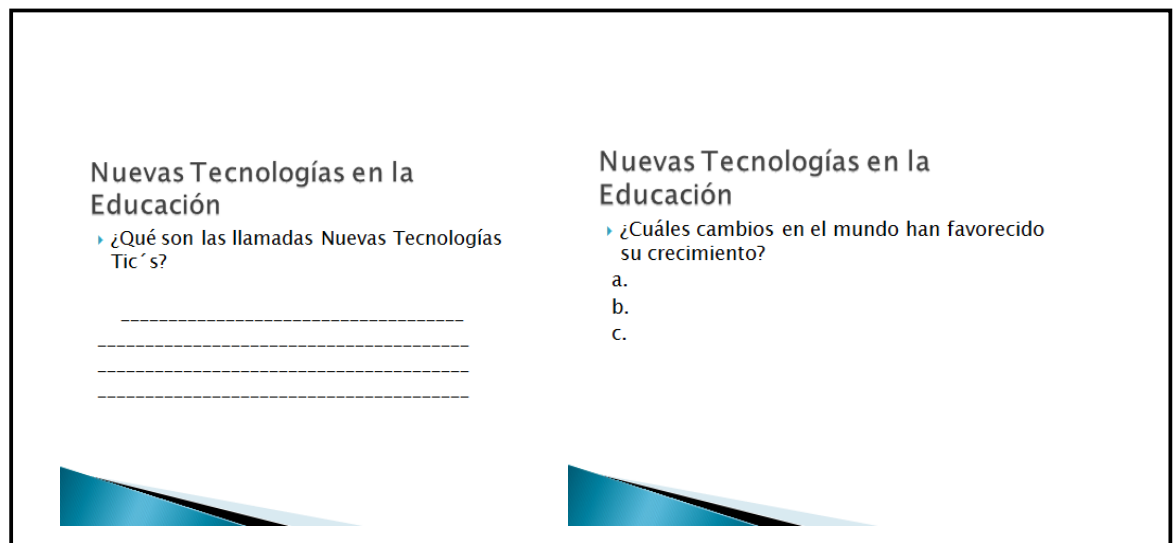 Nuevas Tecnologías en la
Educación
¿Qué son las llamadas Nuevas Tecnologías
Tic´s?
___________________________________
______________________________________
______________________________________
______________________________________
Nuevas Tecnologías en la
Educación
¿Cuáles cambios en el mundo han favorecido
su crecimiento?
a.
b.
c.